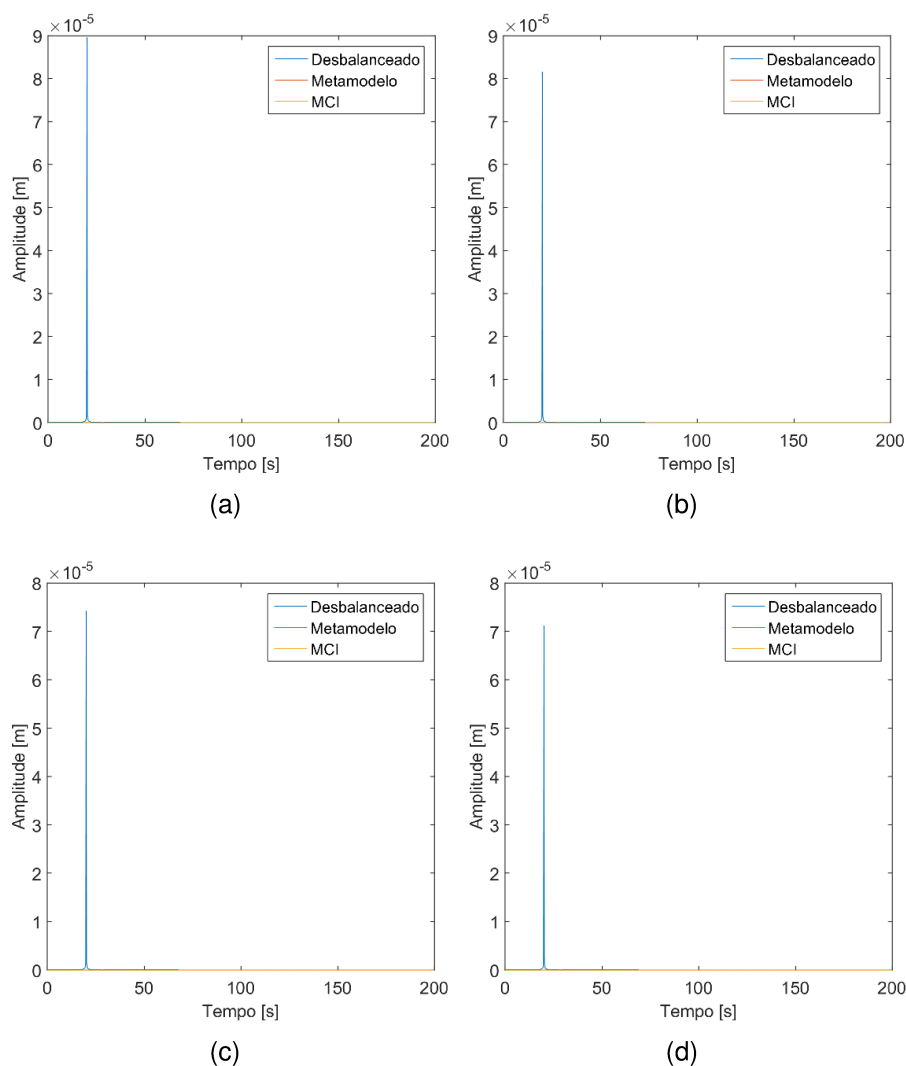 ×10⁻⁵
9
8
7
6
5
4
3
2
1
0
Amplitude [m]
Desbalanceado
Metamodelo
MCI
0 50 100 150 200
Tempo [s]
(a)
×10⁻⁵
9
8
7
6
5
4
3
2
1
0
Amplitude [m]
Desbalanceado
Metamodelo
MCI
0 50 100 150 200
Tempo [s]
(b)
×10⁻⁵
8
7
6
5
4
3
2
1
0
Amplitude [m]
Desbalanceado
Metamodelo
MCI
0 50 100 150 200
Tempo [s]
(c)
×10⁻⁵
8
7
6
5
4
3
2
1
0
Amplitude [m]
Desbalanceado
Metamodelo
MCI
0 50 100 150 200
Tempo [s]
(d)